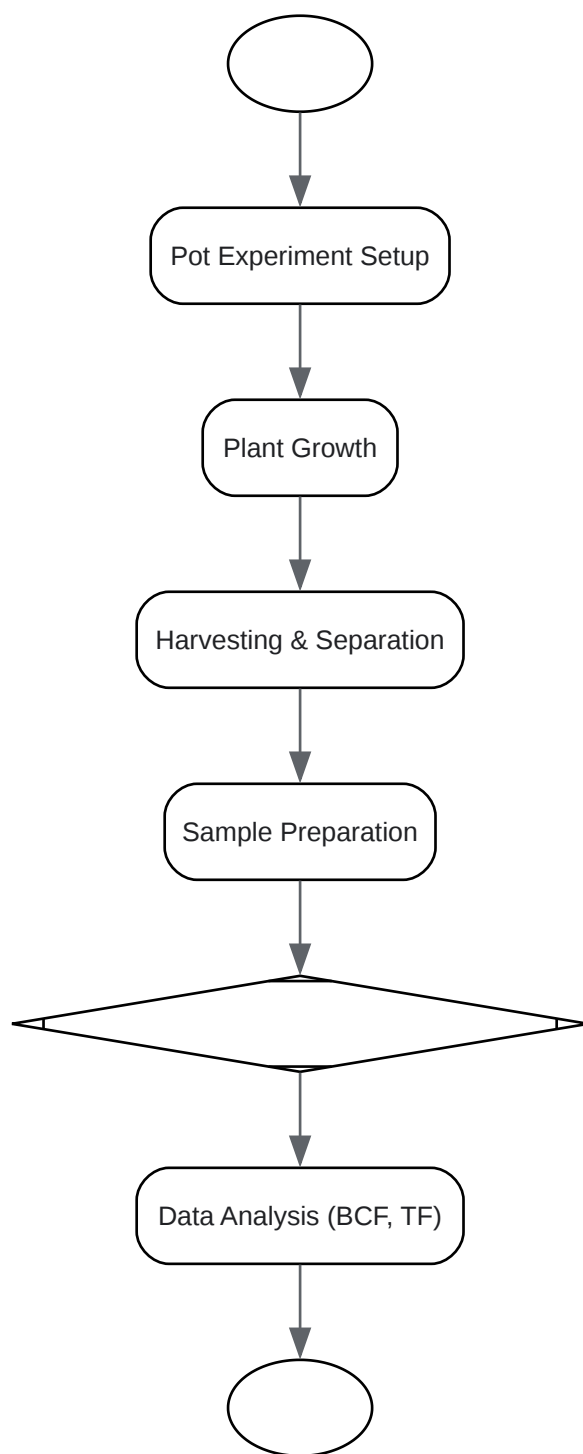 Pot Experiment Setup
Plant Growth
Harvesting & Separation
Sample Preparation
Data Analysis (BCF, TF)